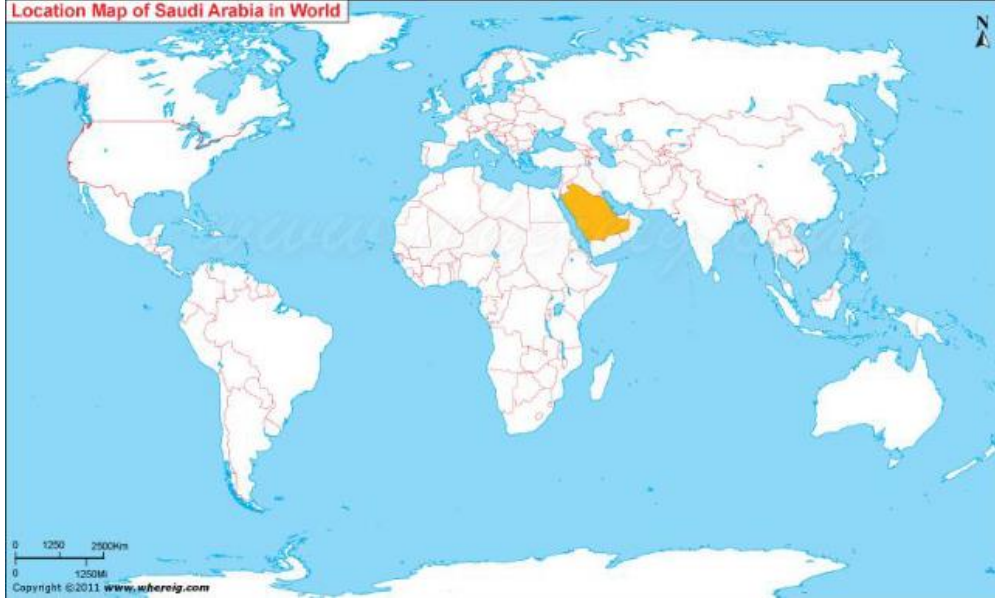 Location Map of Saudi Arabia in World
N
0 1250 2500Km
0 1250Mi
Copyright ©2011 www.whereig.com